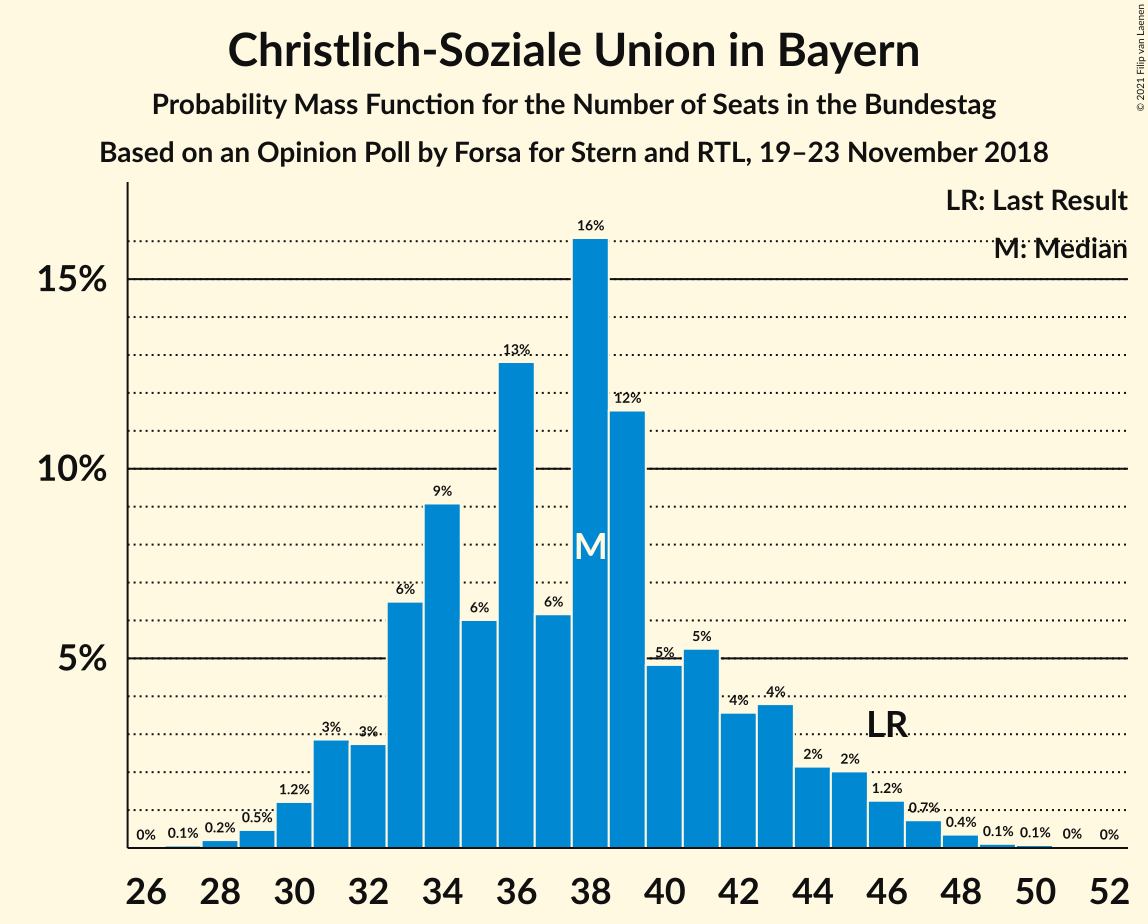 Christlich-Soziale Union in Bayern
Probability Mass Function for the Number of Seats in the Bundestag
Based on an Opinion Poll by Forsa for Stern and RTL, 19–23 November 2018
© 2021 Filip van Laenen
LR: Last Result
M: Median
15%
10%
5%
0% 0.1% 0.2% 0.5% 1.2% 3% 3% 6% 9% 6% 13% 6% 16% 12% 5% 5% 4% 4% 2% 2% 1.2% 0.7% 0.4% 0.1% 0.1% 0% 0%
M
LR
26 28 30 32 34 36 38 40 42 44 46 48 50 52